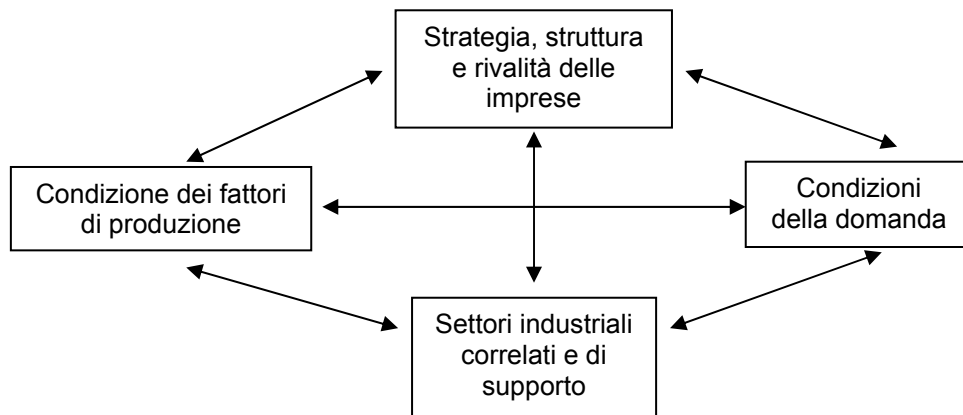 Strategia, struttura
e rivalità delle
imprese
Condizione dei fattori
di produzione
Condizioni
della domanda
Settori industriali
correlati e di
supporto